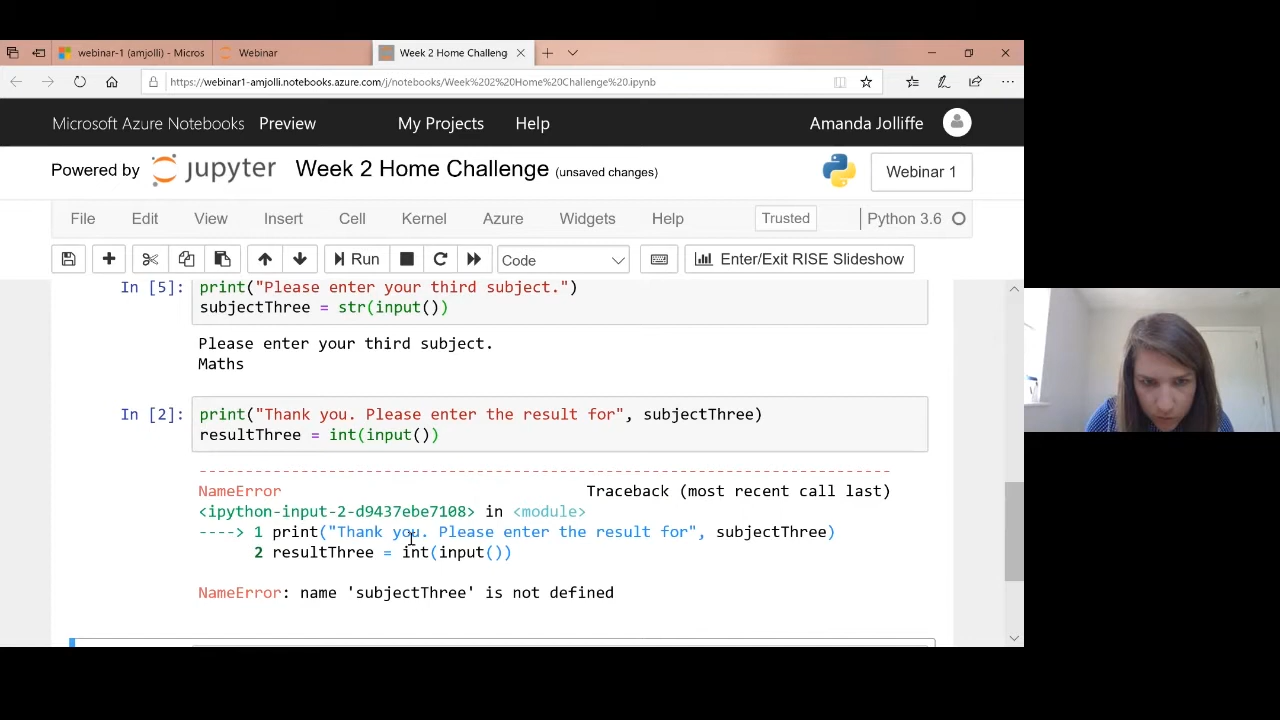 webinar-1 (amjolli) - Micros
Webinar
Week 2 Home Challeng
https://webinar1-amjolli.notebooks.azure.com/j/notebooks/Week%202%20Home%20Challenge%20.ipynb
Microsoft Azure Notebooks Preview My Projects Help Amanda Jolliffe
Powered by jupyter Week 2 Home Challenge (unsaved changes) Webinar 1
File Edit View Insert Cell Kernel Azure Widgets Help Trusted Python 3.6
Run Code Enter/Exit RISE Slideshow
In [5]: print("Please enter your third subject.")
subjectThree = str(input())
Please enter your third subject.
Maths
In [2]: print("Thank you. Please enter the result for", subjectThree)
resultThree = int(input())
---------------------------------------------------------------------------
NameError Traceback (most recent call last)
<ipython-input-2-d9437ebe7108> in <module>
----> 1 print("Thank you. Please enter the result for", subjectThree)
2 resultThree = int(input())
NameError: name 'subjectThree' is not defined